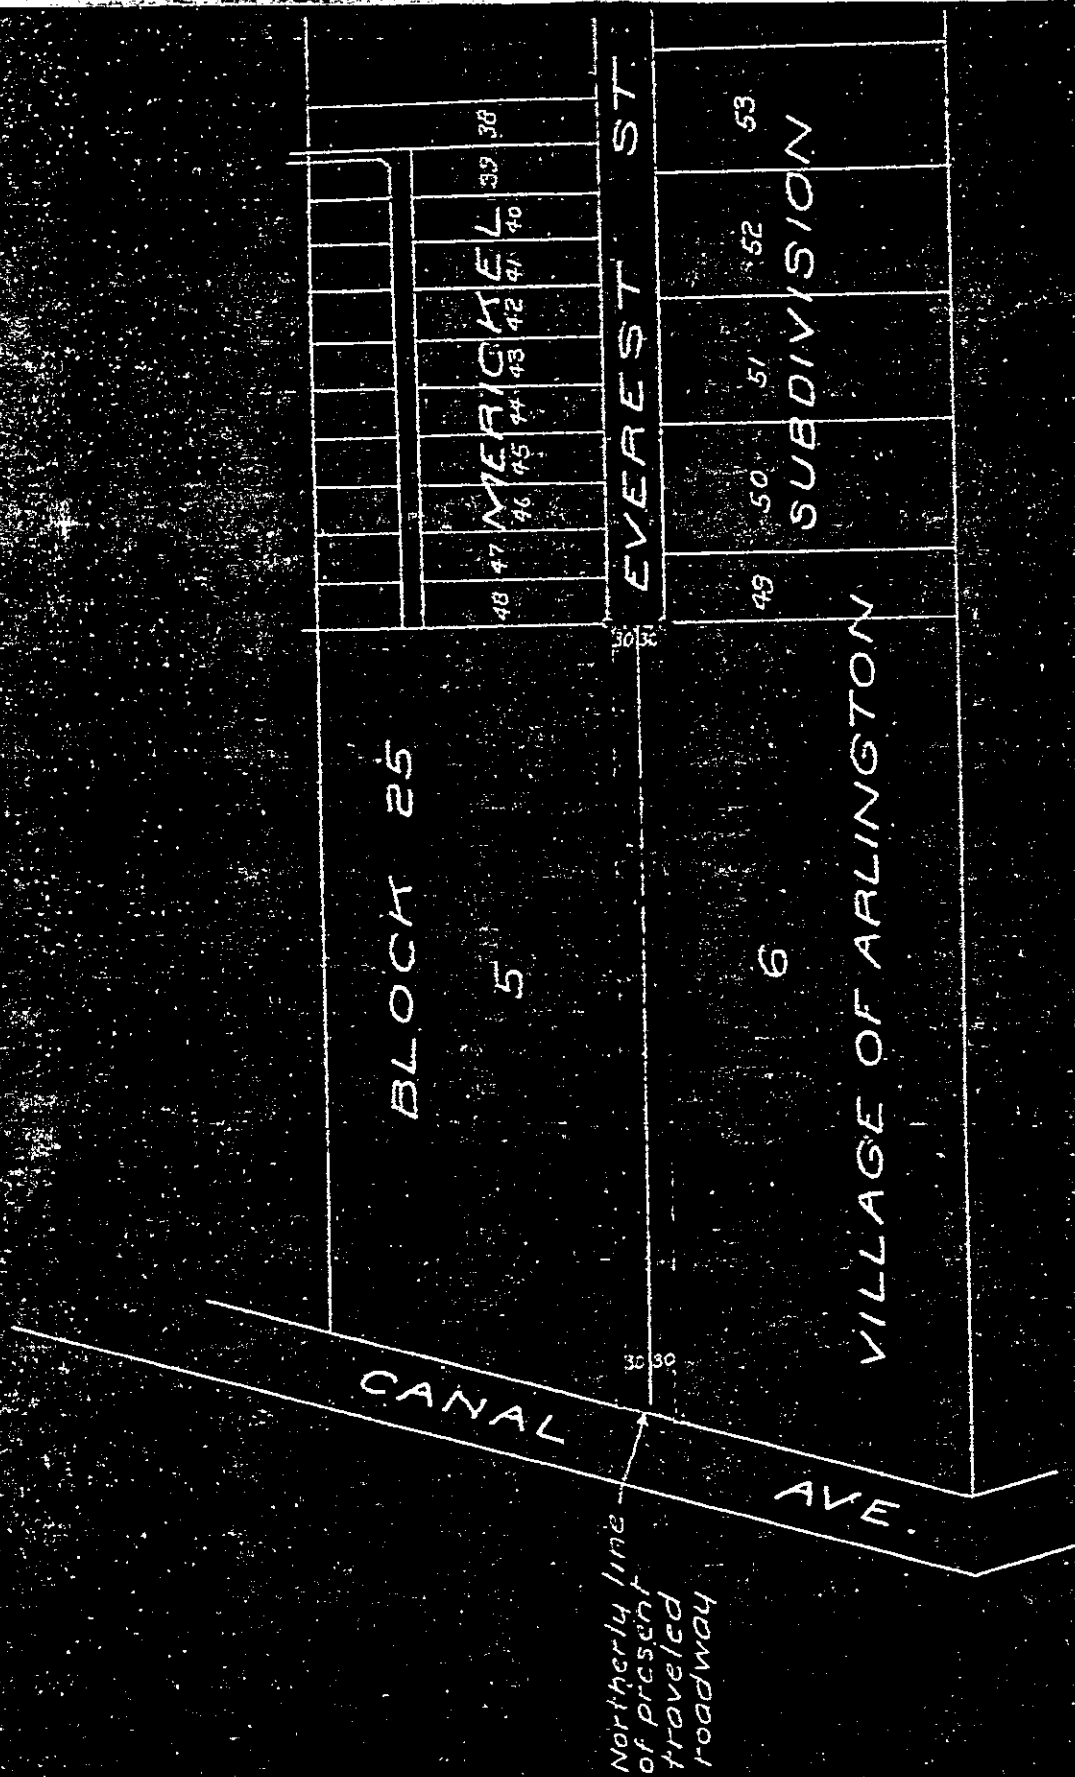 BLOCK 25
5
48 47 46 45 44 43 42 41 40 39 38
MERICKEL
SUBDIVISION
EVEREST ST.
30 30
30 30
49 50 51 52 53
6
VILLAGE OF ARLINGTON
CANAL AVE.
Northerly line
of present
traveled
roadway